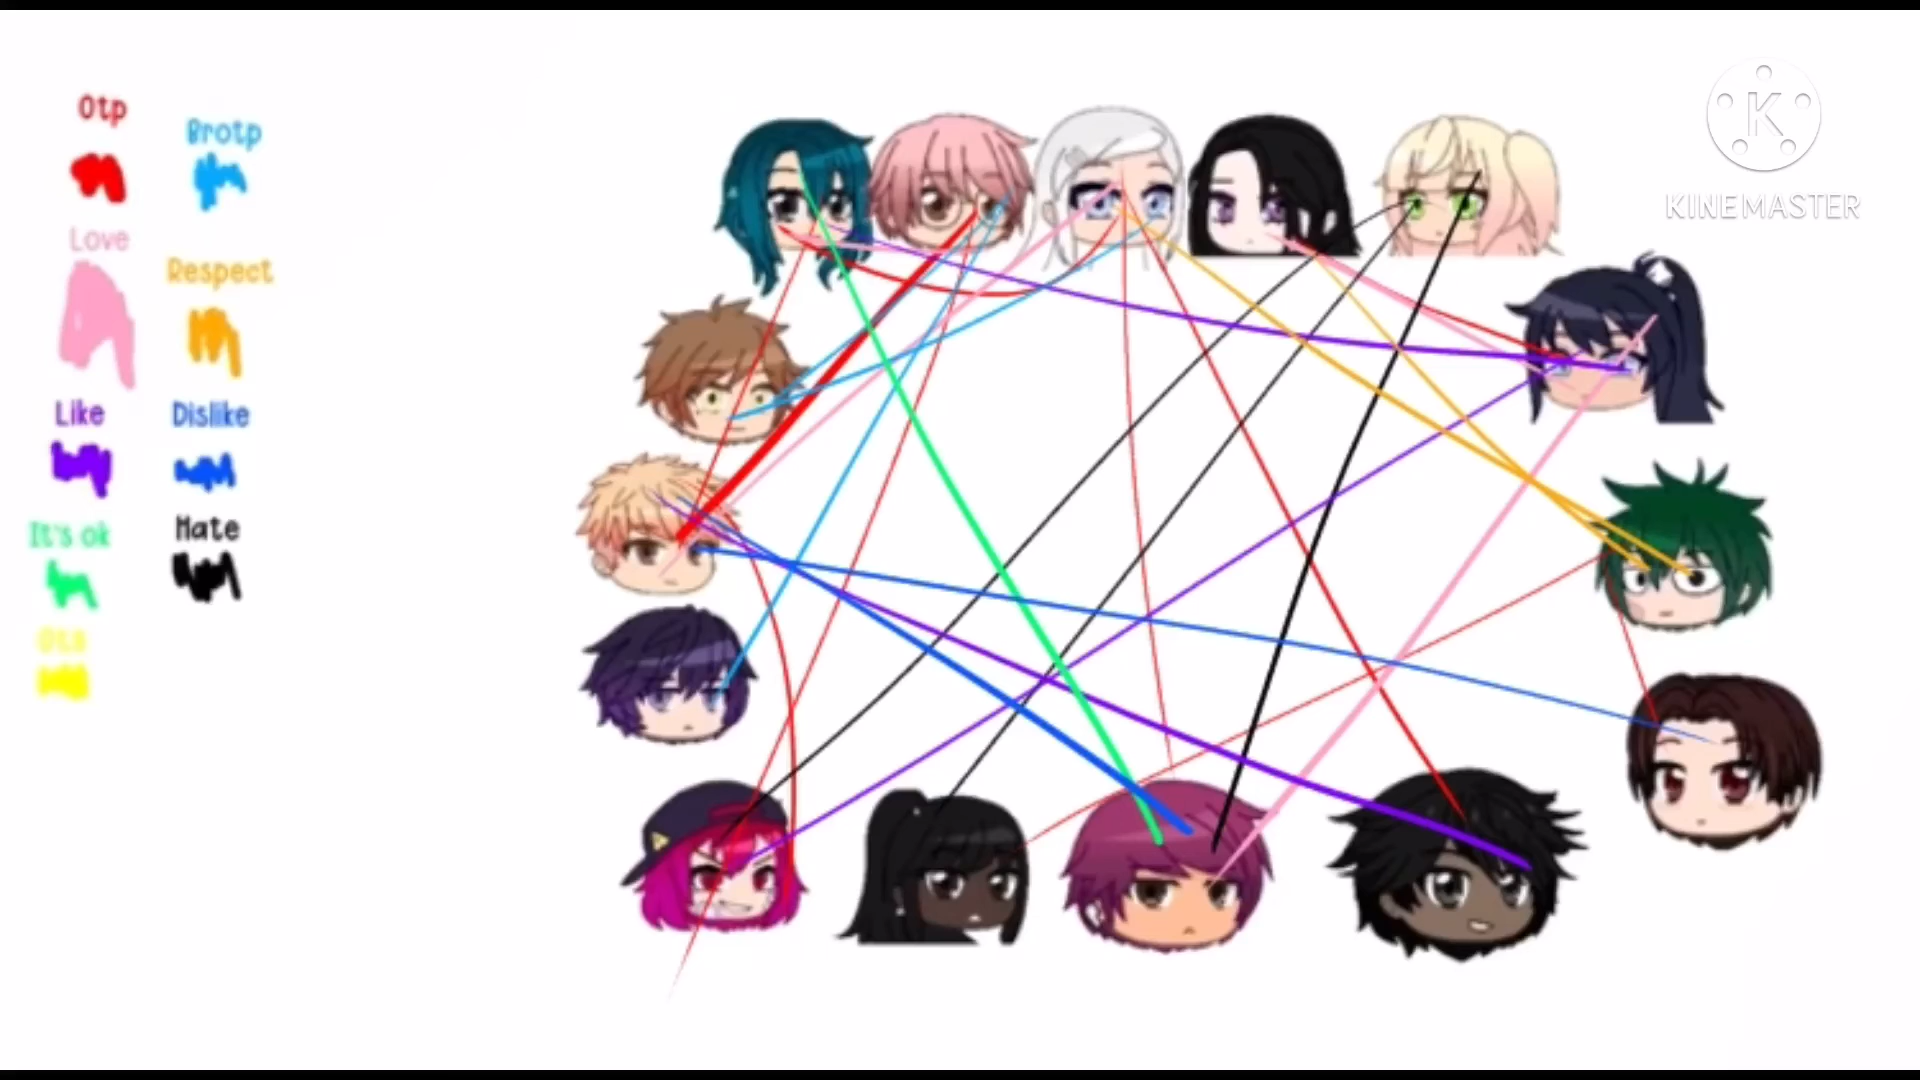 Otp
Brotp
Love
Respect
Like
Dislike
It's ok
Hate
K
KINEMASTER